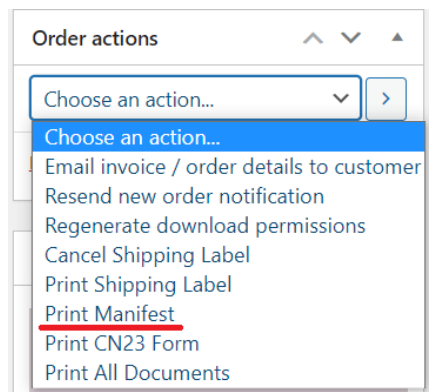 Order actions
Choose an action...
Choose an action...
Email invoice / order details to customer
Resend new order notification
Regenerate download permissions
Cancel Shipping Label
Print Shipping Label
Print Manifest
Print CN23 Form
Print All Documents